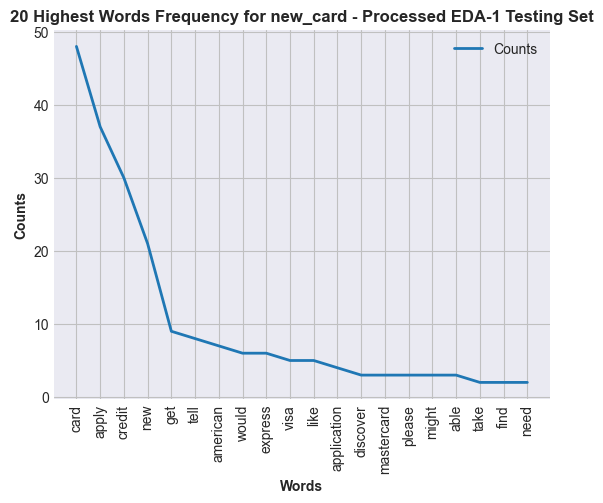 20 Highest Words Frequency for new_card - Processed EDA-1 Testing Set
Counts
50
40
30
20
10
0
Counts
card
apply
credit
new
get
tell
american
would
express
visa
like
application
discover
mastercard
please
might
able
take
find
need
Words